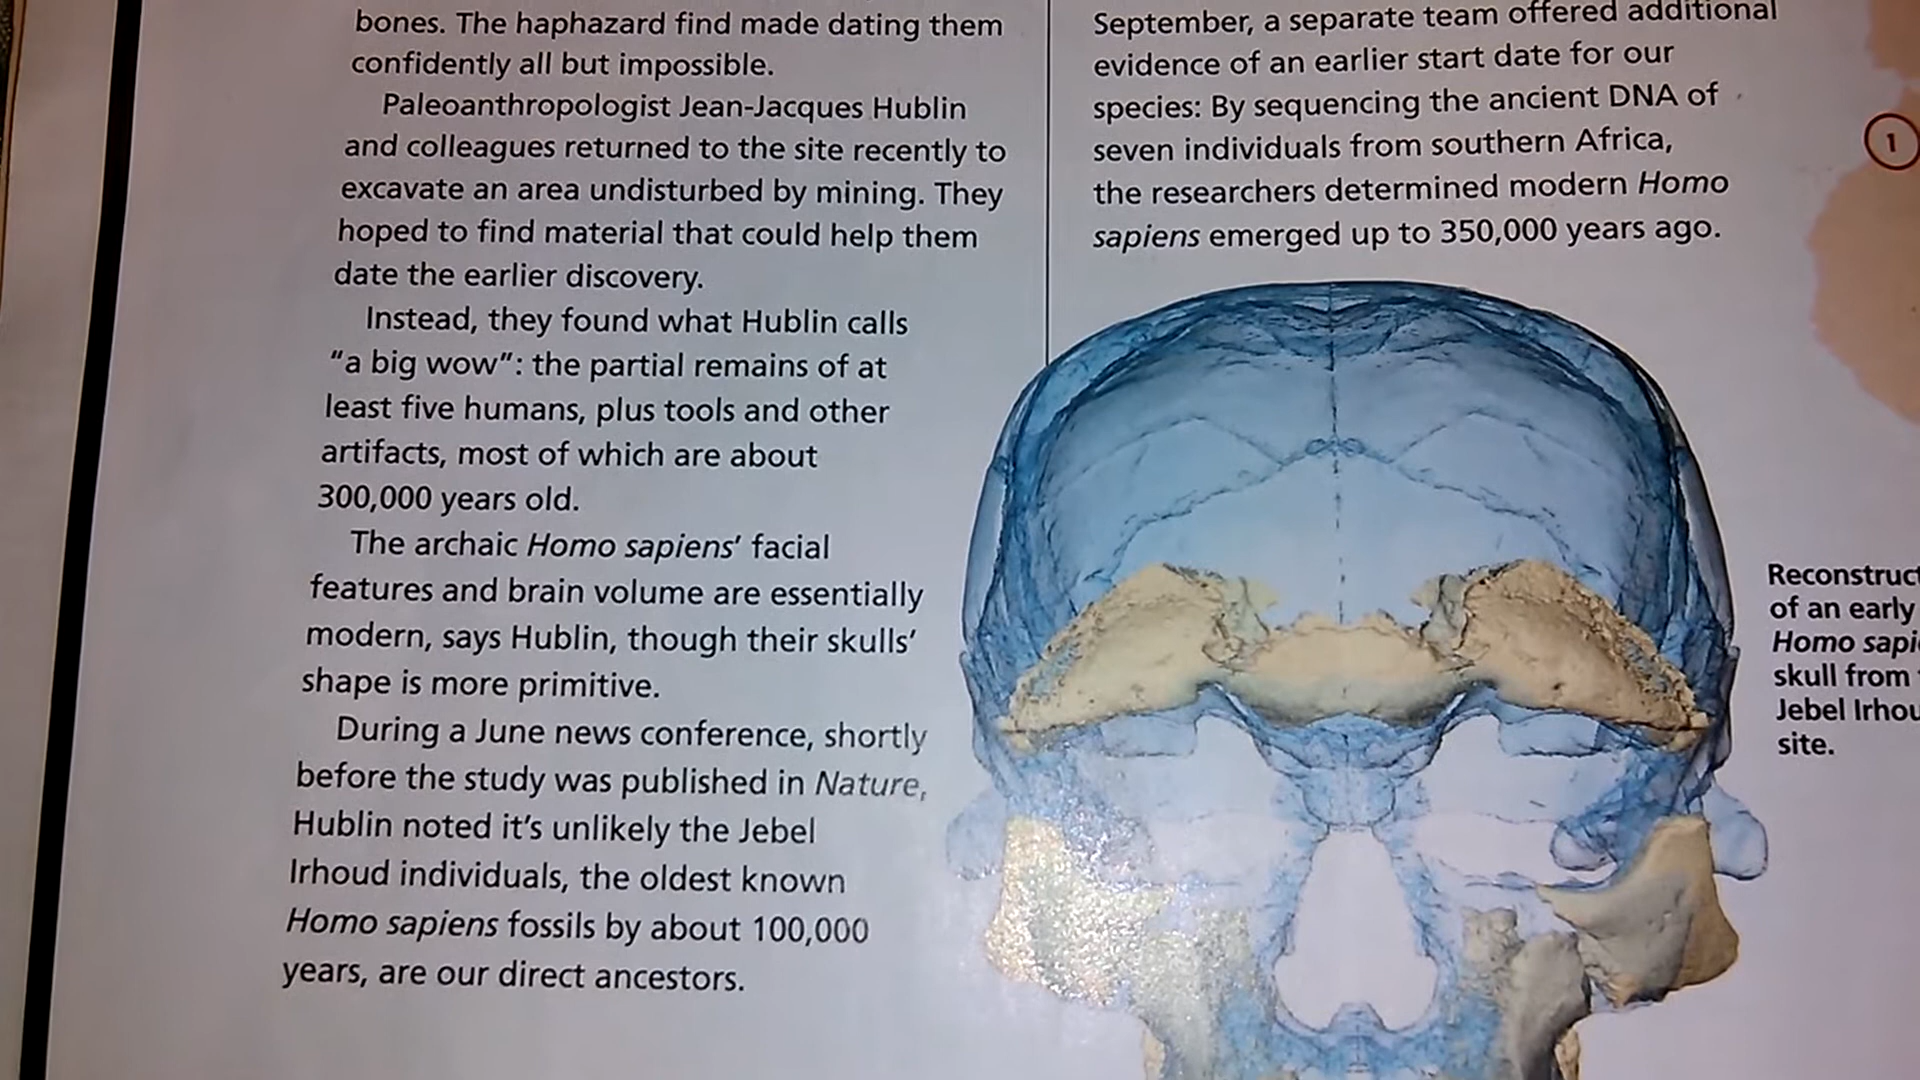 bones. The haphazard find made dating them
confidently all but impossible.
Paleoanthropologist Jean-Jacques Hublin
and colleagues returned to the site recently to
excavate an area undisturbed by mining. They
hoped to find material that could help them
date the earlier discovery.
Instead, they found what Hublin calls
“a big wow”: the partial remains of at
least five humans, plus tools and other
artifacts, most of which are about
300,000 years old.
The archaic Homo sapiens’ facial
features and brain volume are essentially
modern, says Hublin, though their skulls’
shape is more primitive.
During a June news conference, shortly
before the study was published in Nature,
Hublin noted it’s unlikely the Jebel
Irhoud individuals, the oldest known
Homo sapiens fossils by about 100,000
years, are our direct ancestors.
September, a separate team offered additional
evidence of an earlier start date for our
species: By sequencing the ancient DNA of
seven individuals from southern Africa,
the researchers determined modern Homo
sapiens emerged up to 350,000 years ago.
1
of an early
Homo
skull from
Jebel
site.